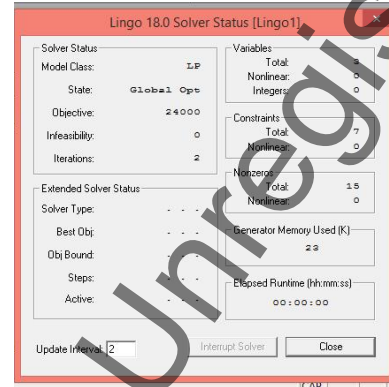 Lingo 18.0 Solver Status [Lingo1]
Solver Status
Model Class: LP
State: Global Opt
Objective: 24000
Infeasibility: 0
Iterations: 2
Extended Solver Status
Solver Type: . . .
Best Obj: . . .
Obj Bound: . . .
Steps: . . .
Active: . . .
Variables
Total: 3
Nonlinear: 0
Integers: 0
Constraints
Total: 7
Nonlinear: 0
Nonzeros
Total: 15
Nonlinear: 0
Generator Memory Used (K)
23
Elapsed Runtime (hh:mm:ss)
00:00:00
Update Interval: 2
Interrupt Solver
Close
Unregis